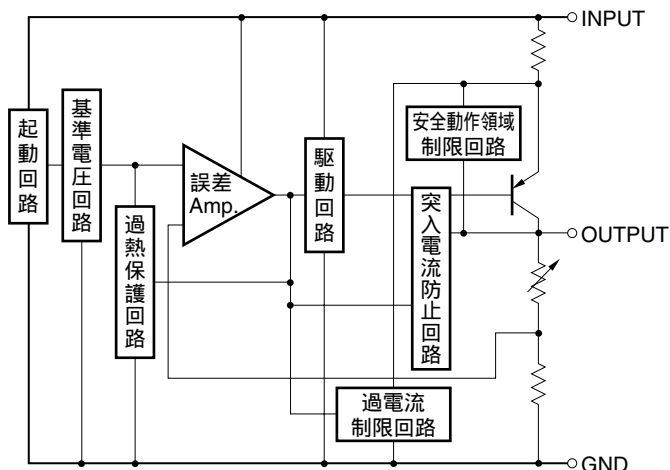 INPUT
起動回路
基準電圧回路
過熱保護回路
誤差
Amp.
駆動回路
安全動作領域
制限回路
突入電流防止回路
OUTPUT
過電流
制限回路
GND